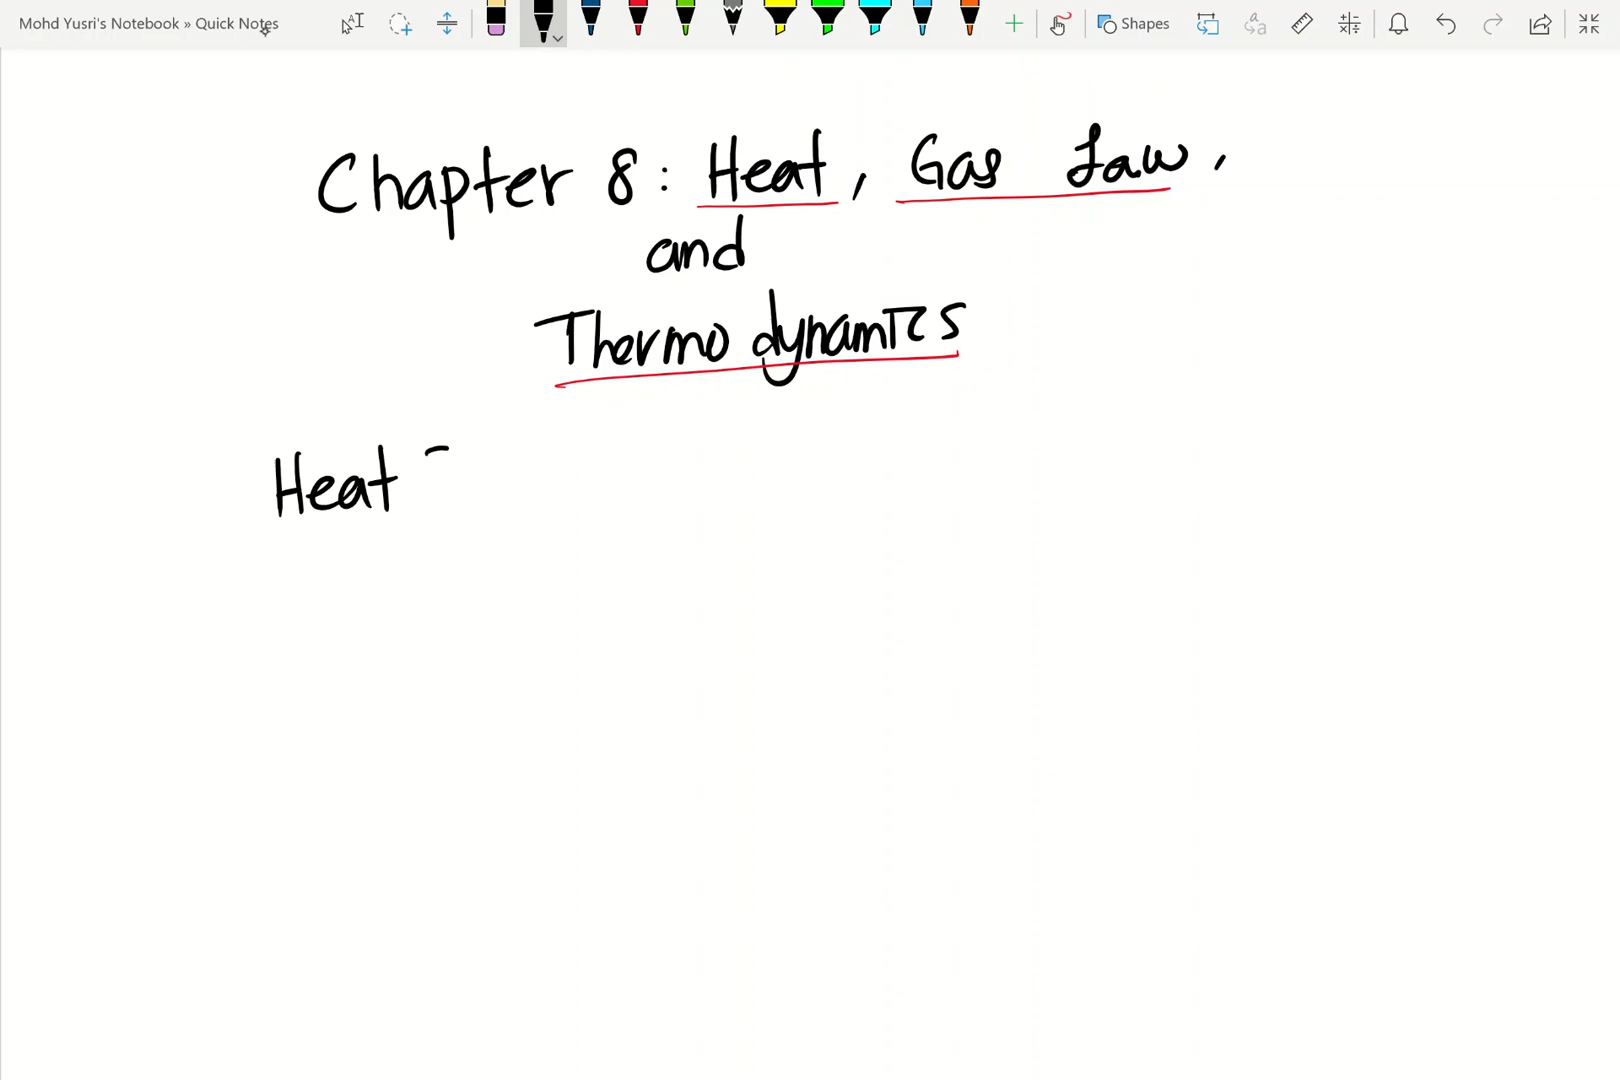 Mohd Yusri's Notebook » Quick Notes
Shapes
Chapter 8: Heat, Gas Law,
and
Thermodynamics
Heat -